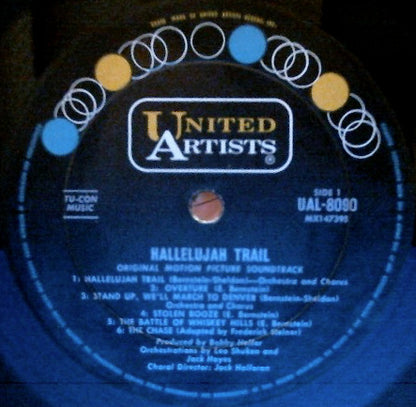 UNITED
ARTISTS
®
TU-CON
MUSIC
SIDE 1
UAL-8090
MX147395
HALLELUJAH TRAIL
ORIGINAL MOTION PICTURE SOUNDTRACK
1: HALLELUJAH TRAIL (Bernstein-Sheldon)—Orchestra and Chorus
2: OVERTURE (E. Bernstein)
3: STAND UP, WE'LL MARCH TO DENVER (Bernstein-Sheldon)
Orchestra and Chorus
4: STOLEN BOOZE (E. Bernstein)
5: THE BATTLE OF WHISKEY HILLS (E. Bernstein)
6: THE CHASE (Adapted by Frederick Steiner)
Produced by Bobby Helfer
Orchestrations by Leo Shuken and
Jack Hayes
Choral Director: Jack Halloran